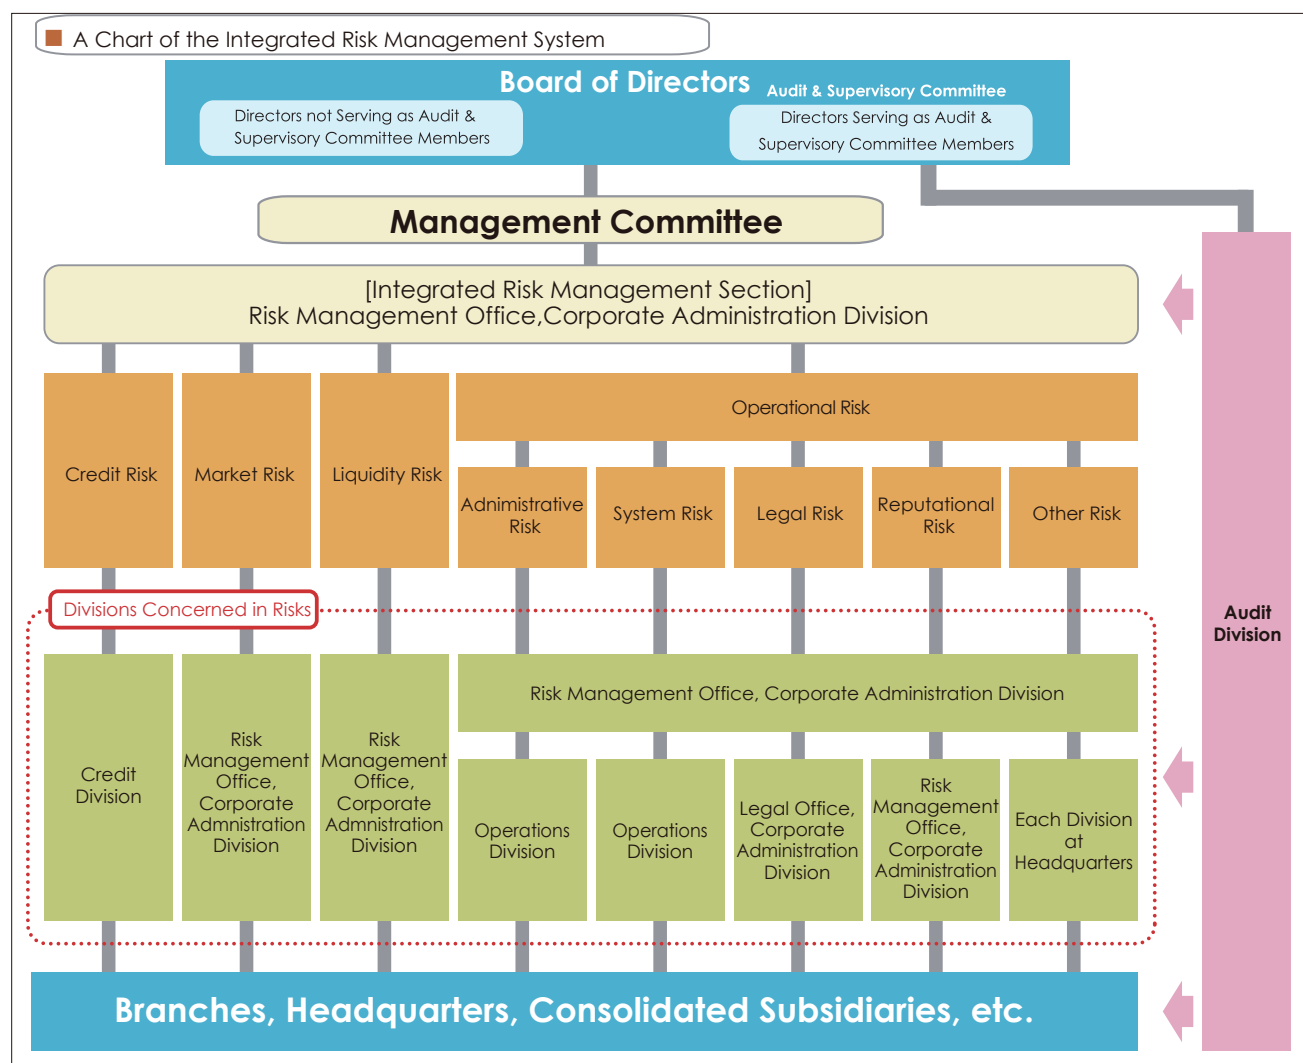 A Chart of the Integrated Risk Management System
Board of Directors
Directors not Serving as Audit &
Supervisory Committee Members
Audit & Supervisory Committee
Directors Serving as Audit &
Supervisory Committee Members
Management Committee
[Integrated Risk Management Section]
Risk Management Office,Corporate Administration Division
Credit Risk
Market Risk
Liquidity Risk
Operational Risk
Adnimistrative
Risk
System Risk
Legal Risk
Reputational
Risk
Other Risk
Divisions Concerned in Risks
Credit
Division
Risk
Management
Office,
Corporate
Admnistration
Division
Risk
Management
Office,
Corporate
Admnistration
Division
Risk Management Office, Corporate Administration Division
Operations
Division
Operations
Division
Legal Office,
Corporate
Administration
Division
Risk
Management
Office,
Corporate
Administration
Division
Each Division
at
Headquarters
Audit
Division
Branches, Headquarters, Consolidated Subsidiaries, etc.